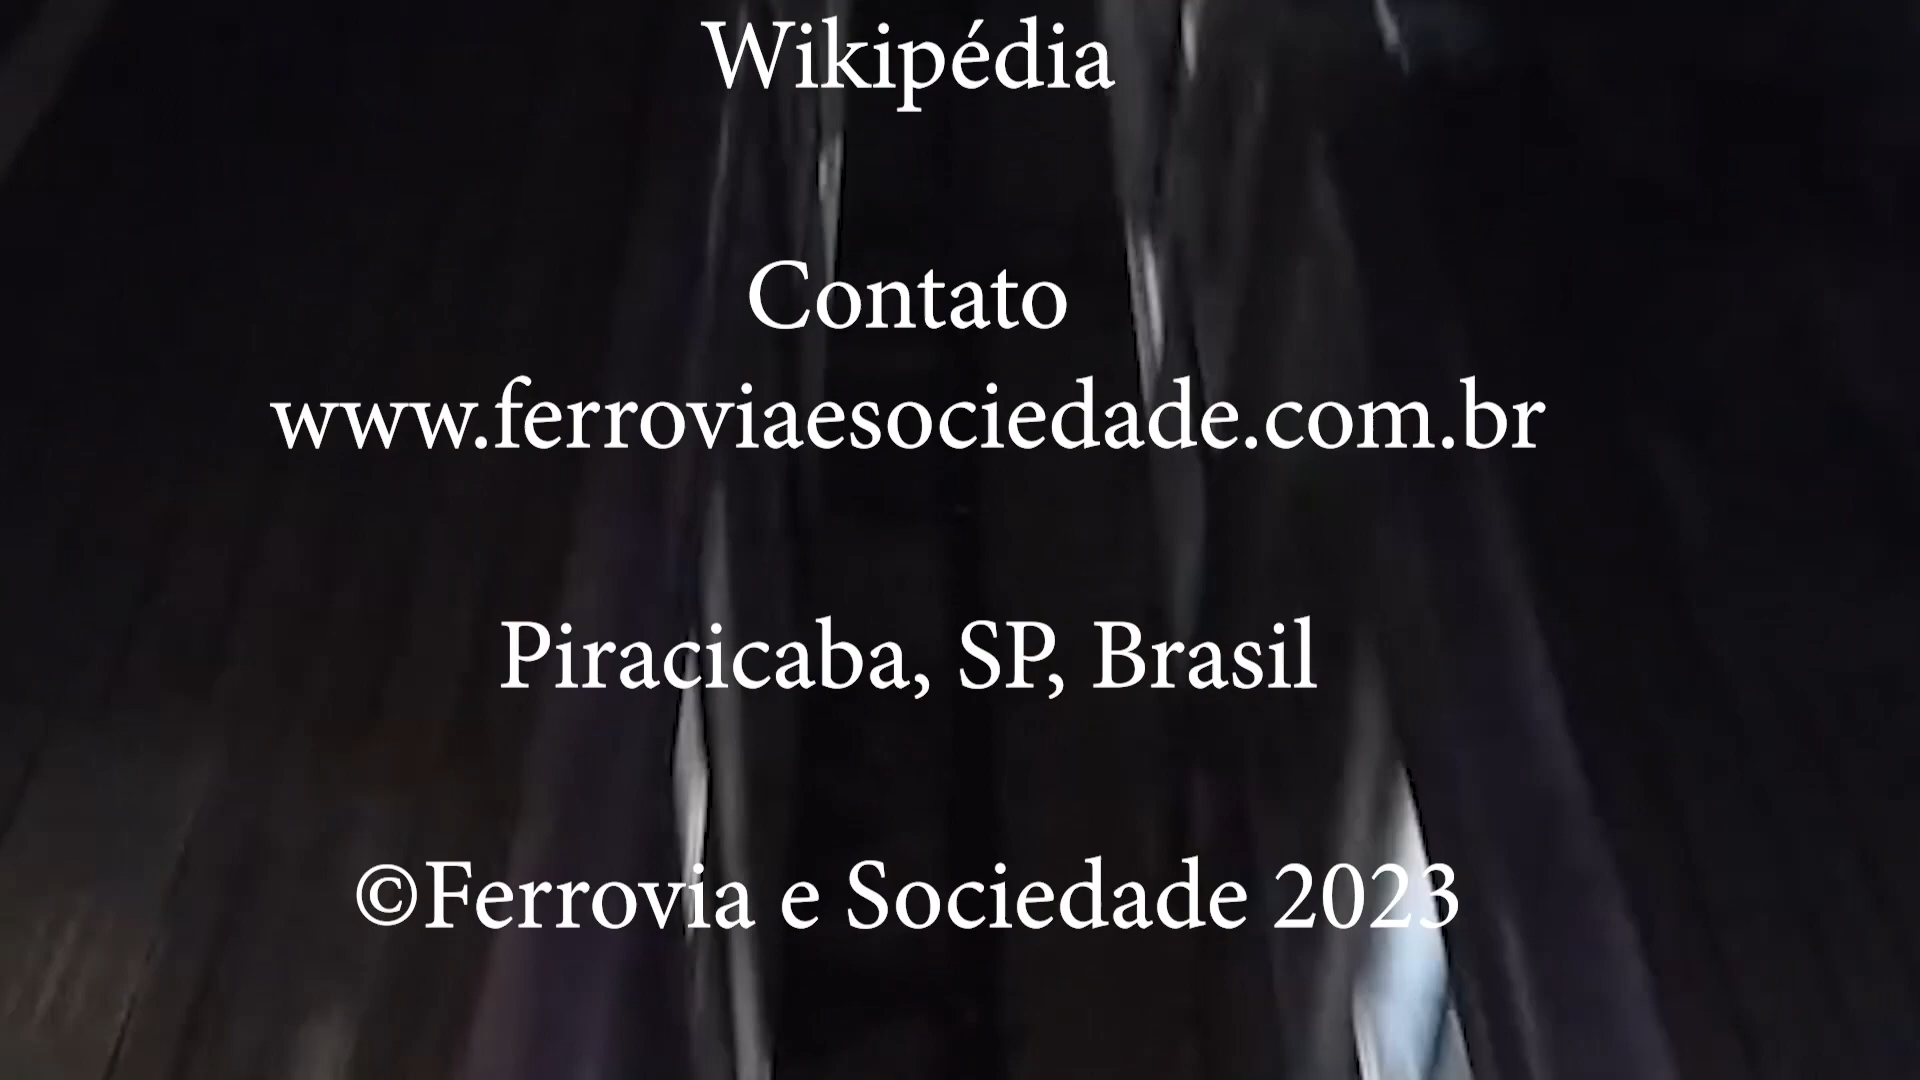 Wikipédia
Contato
www.ferroviaesociedade.com.br
Piracicaba, SP, Brasil
©Ferrovia e Sociedade 2023